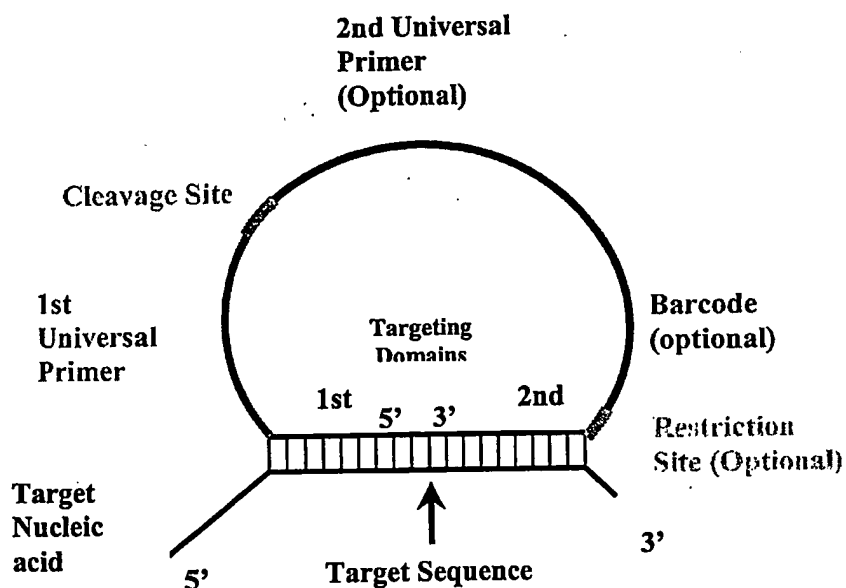 2nd Universal
Primer
(Optional)
Cleavage Site
1st
Universal
Primer
Targeting
Domains
Barcode
(optional)
1st
5’
3’
2nd
Restriction
Site (Optional)
Target
Nucleic
acid
5’
Target Sequence
3’